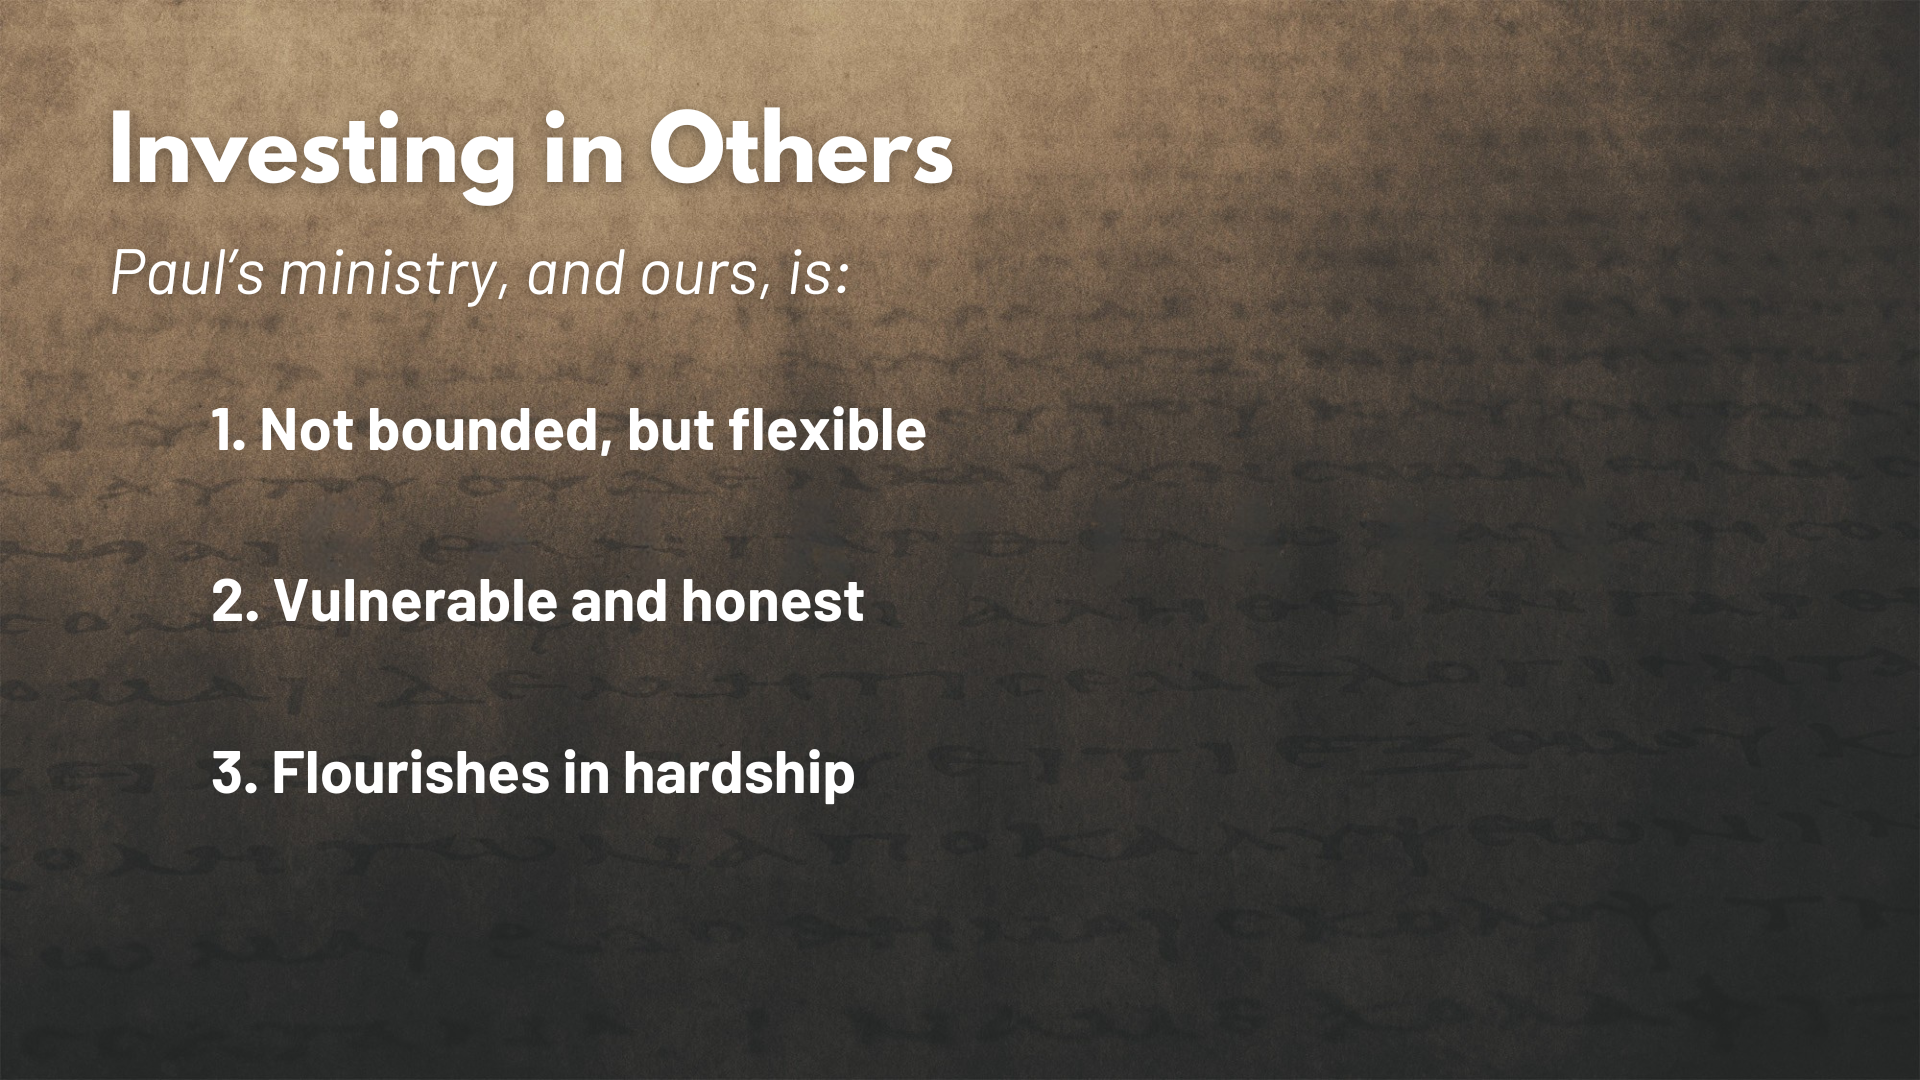 Investing in Others
Paul’s ministry, and ours, is:
1. Not bounded, but flexible
2. Vulnerable and honest
3. Flourishes in hardship